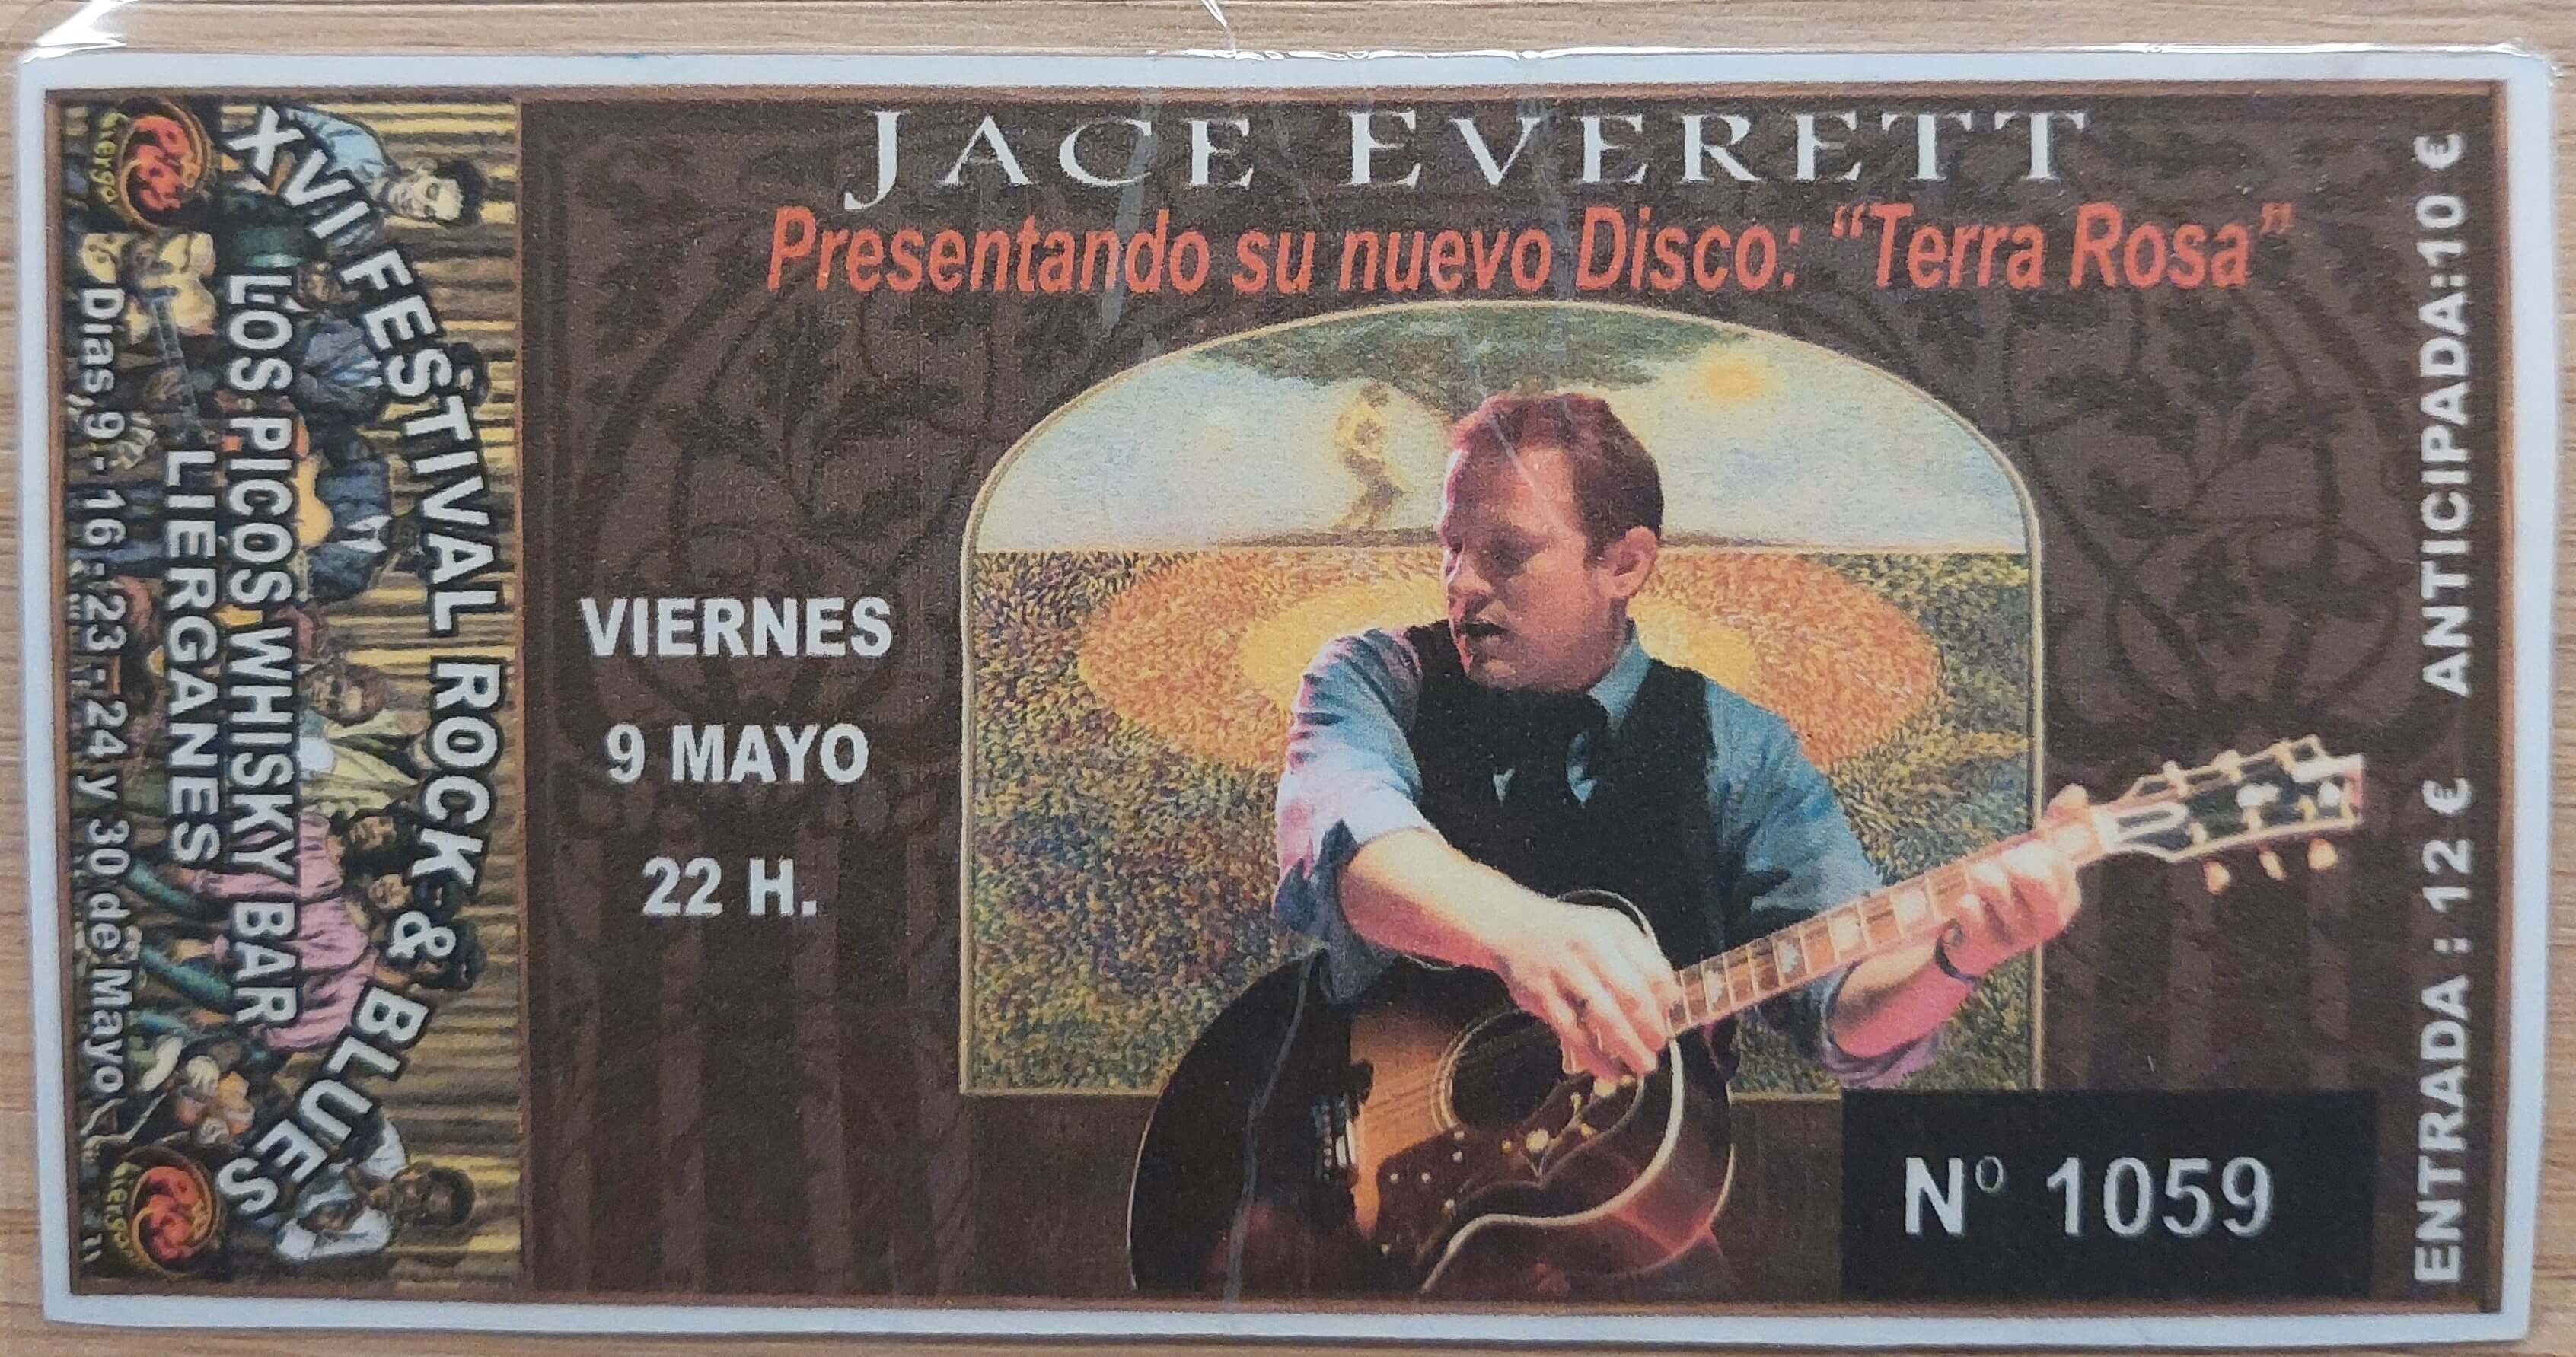 JACE EVERETT
Presentando su nuevo Disco: “Terra Rosa”
VIERNES
9 MAYO
22 H.
Nº 1059
ENTRADA : 12 € ANTICIPADA:10 €
XVI FESTIVAL ROCK & BLUES
LOS PICOS WHISKY BAR
LIERGANES
Dias,9 - 16 - 23 - 24 y 30 de Mayo